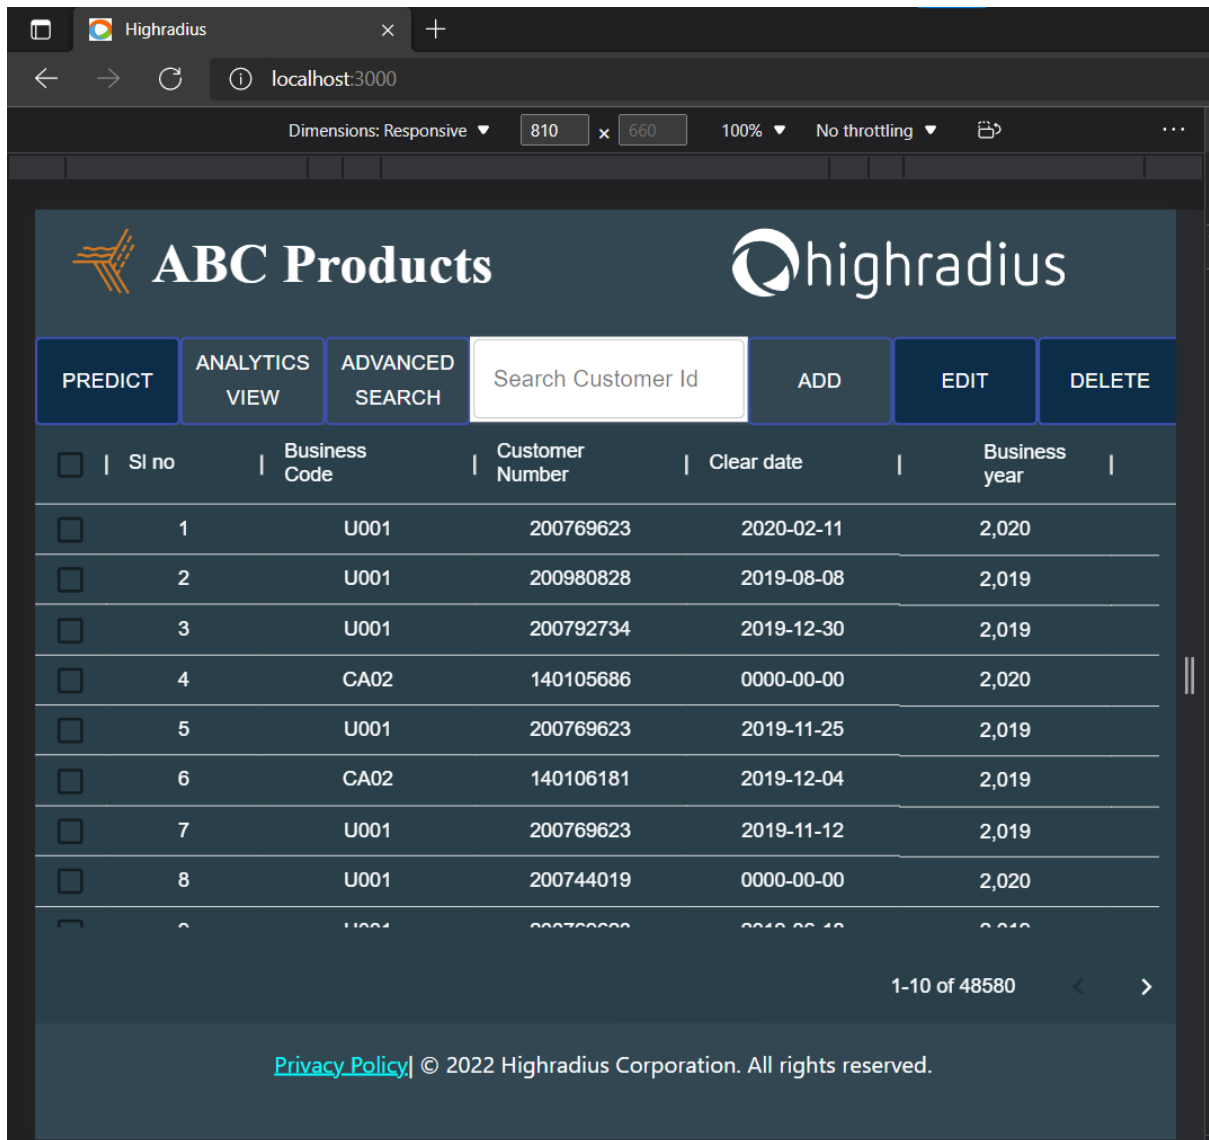 Highradius
localhost:3000
Dimensions: Responsive 810 × 660 100% No throttling
ABC Products highradius
PREDICT ANALYTICS VIEW ADVANCED SEARCH Search Customer Id ADD EDIT DELETE
Sl no Business Code Customer Number Clear date Business year
1 U001 200769623 2020-02-11 2,020
2 U001 200980828 2019-08-08 2,019
3 U001 200792734 2019-12-30 2,019
4 CA02 140105686 0000-00-00 2,020
5 U001 200769623 2019-11-25 2,019
6 CA02 140106181 2019-12-04 2,019
7 U001 200769623 2019-11-12 2,019
8 U001 200744019 0000-00-00 2,020
1-10 of 48580
Privacy Policy| © 2022 Highradius Corporation. All rights reserved.